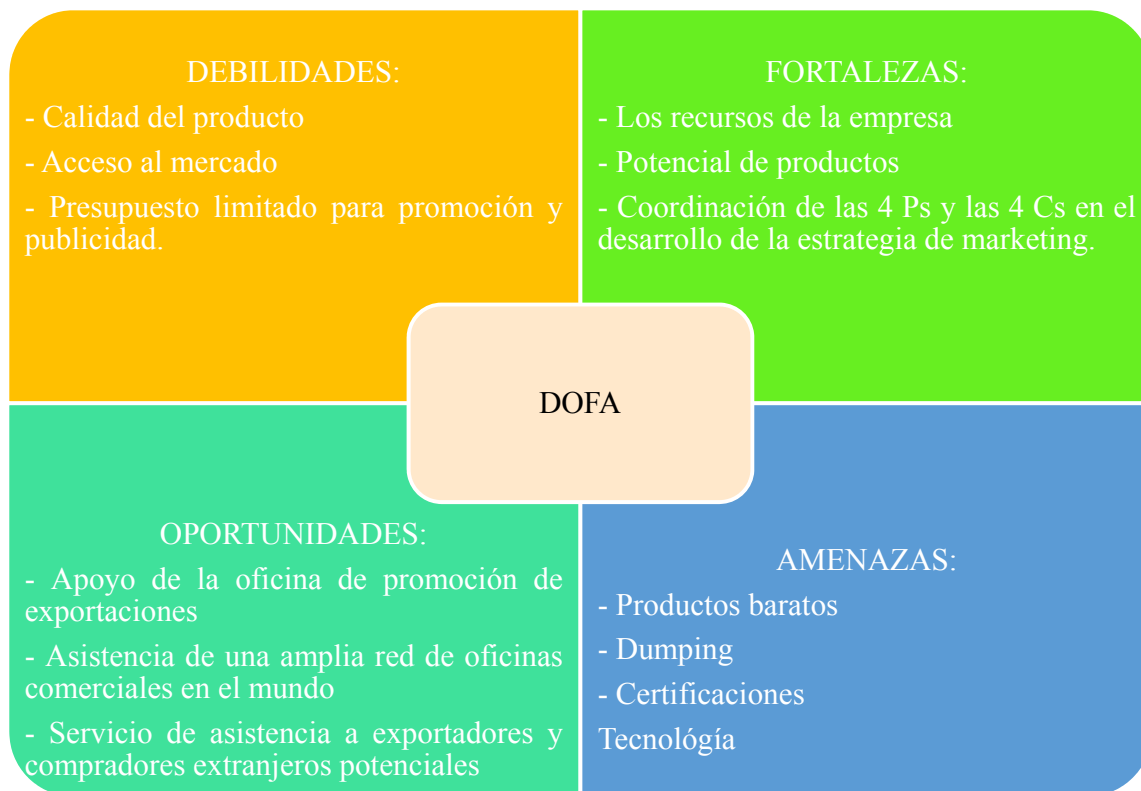 DEBILIDADES:
- Calidad del producto
- Acceso al mercado
- Presupuesto limitado para promoción y
publicidad.
FORTALEZAS:
- Los recursos de la empresa
- Potencial de productos
- Coordinación de las 4 Ps y las 4 Cs en el
desarrollo de la estrategia de marketing.
DOFA
OPORTUNIDADES:
- Apoyo de la oficina de promoción de
exportaciones
- Asistencia de una amplia red de oficinas
comerciales en el mundo
- Servicio de asistencia a exportadores y
compradores extranjeros potenciales
AMENAZAS:
- Productos baratos
- Dumping
- Certificaciones
Tecnólógía